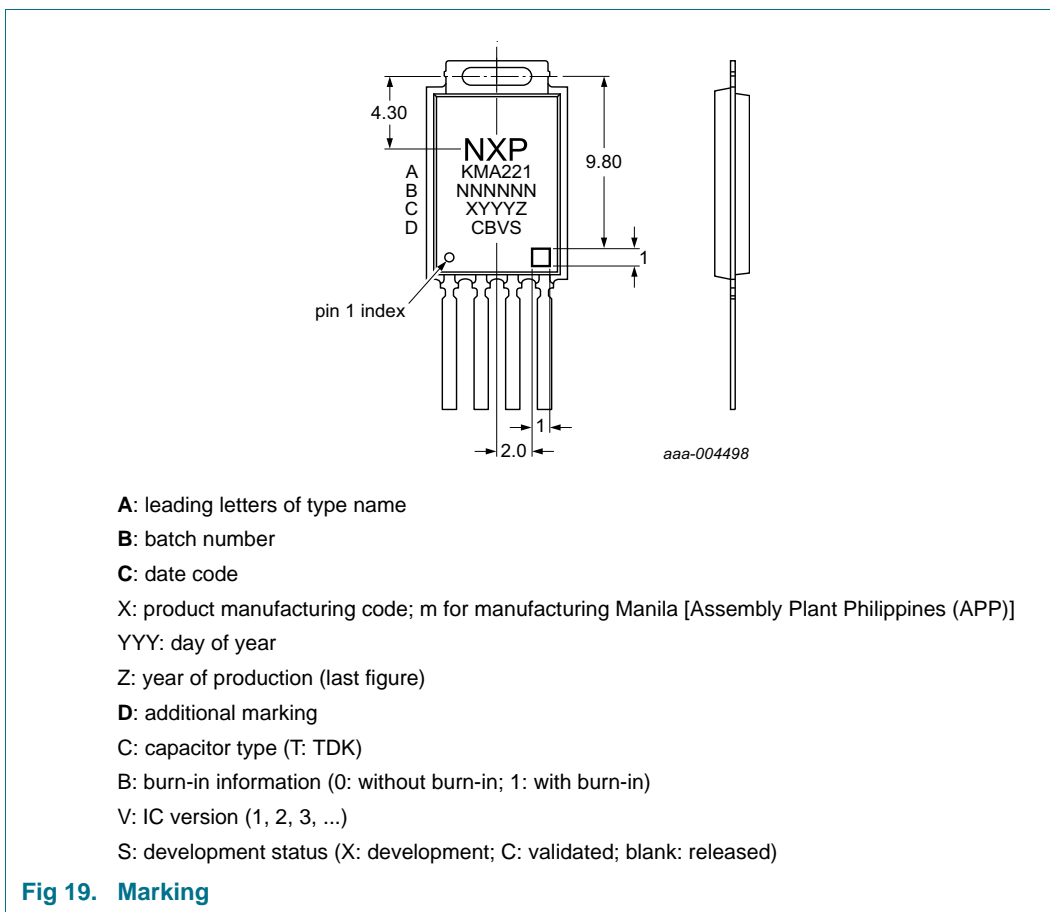 4.30
NXP
9.80
A KMA221
B NNNNNN
C XYYYZ
D CBVS
1
pin 1 index
1
2.0
aaa-004498
A: leading letters of type name
B: batch number
C: date code
X: product manufacturing code; m for manufacturing Manila [Assembly Plant Philippines (APP)]
YYY: day of year
Z: year of production (last figure)
D: additional marking
C: capacitor type (T: TDK)
B: burn-in information (0: without burn-in; 1: with burn-in)
V: IC version (1, 2, 3, ...)
S: development status (X: development; C: validated; blank: released)
Fig 19. Marking